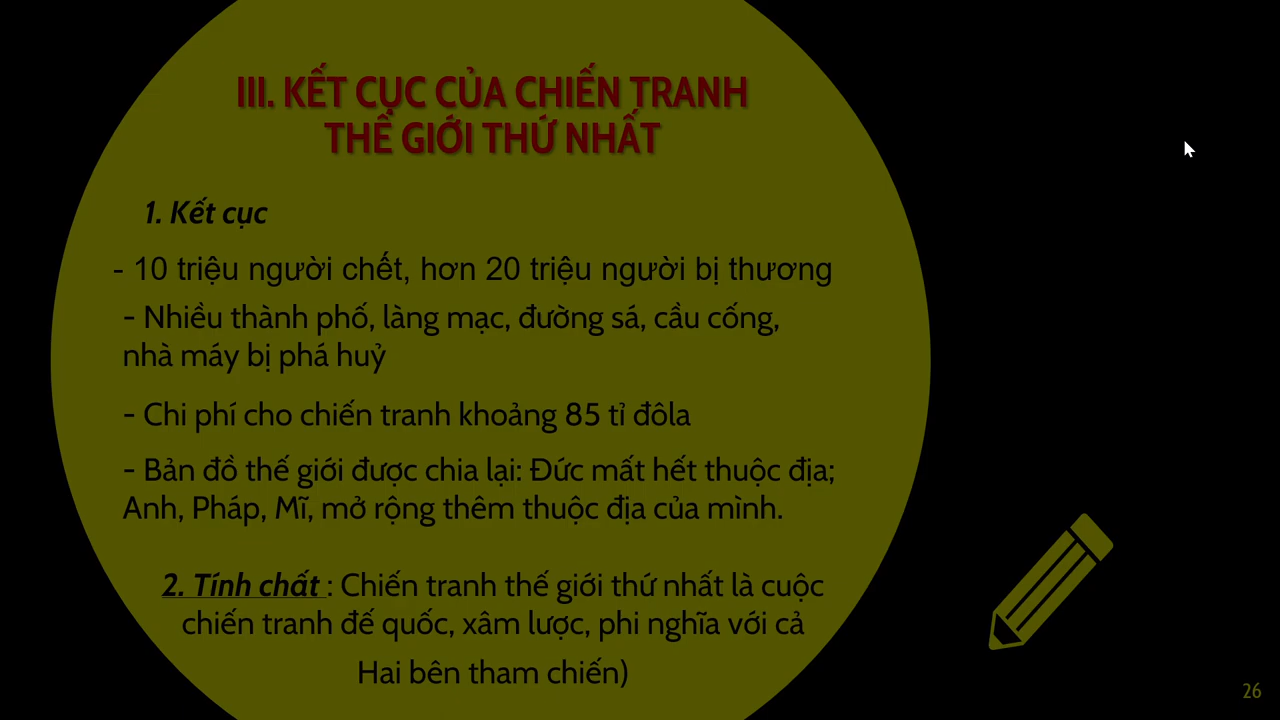 III. KẾT CỤC CỦA CHIẾN TRANH
THẾ GIỚI THỨ NHẤT
1. Kết cục
- 10 triệu người chết, hơn 20 triệu người bị thương
- Nhiều thành phố, làng mạc, đường sá, cầu cống,
nhà máy bị phá huỷ
- Chi phí cho chiến tranh khoảng 85 tỉ đôla
- Bản đồ thế giới được chia lại: Đức mất hết thuộc địa;
Anh, Pháp, Mĩ, mở rộng thêm thuộc địa của mình.
2. Tính chất : Chiến tranh thế giới thứ nhất là cuộc
chiến tranh đế quốc, xâm lược, phi nghĩa với cả
Hai bên tham chiến)
26